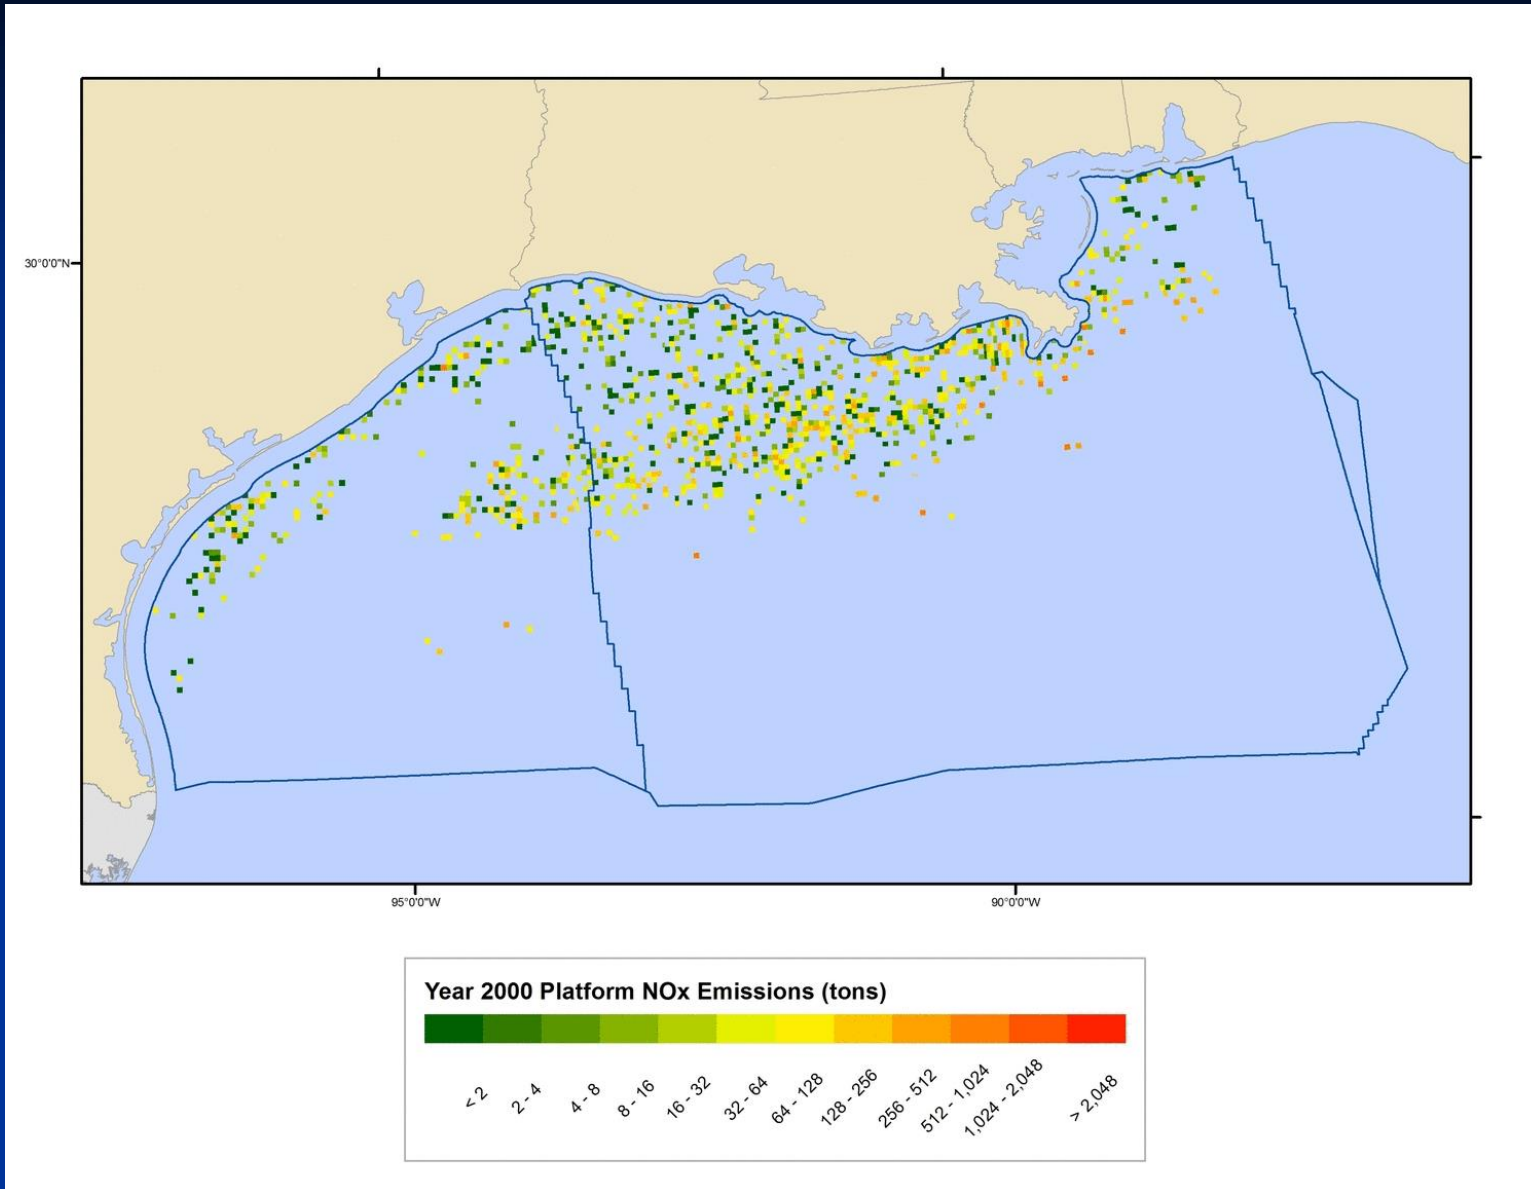 30°0'0"N
95°0'0"W
90°0'0"W
Year 2000 Platform NOx Emissions (tons)
< 2
2 - 4
4 - 8
8 - 16
16 - 32
32 - 64
64 - 128
128 - 256
256 - 512
512 - 1,024
1,024 - 2,048
> 2,048